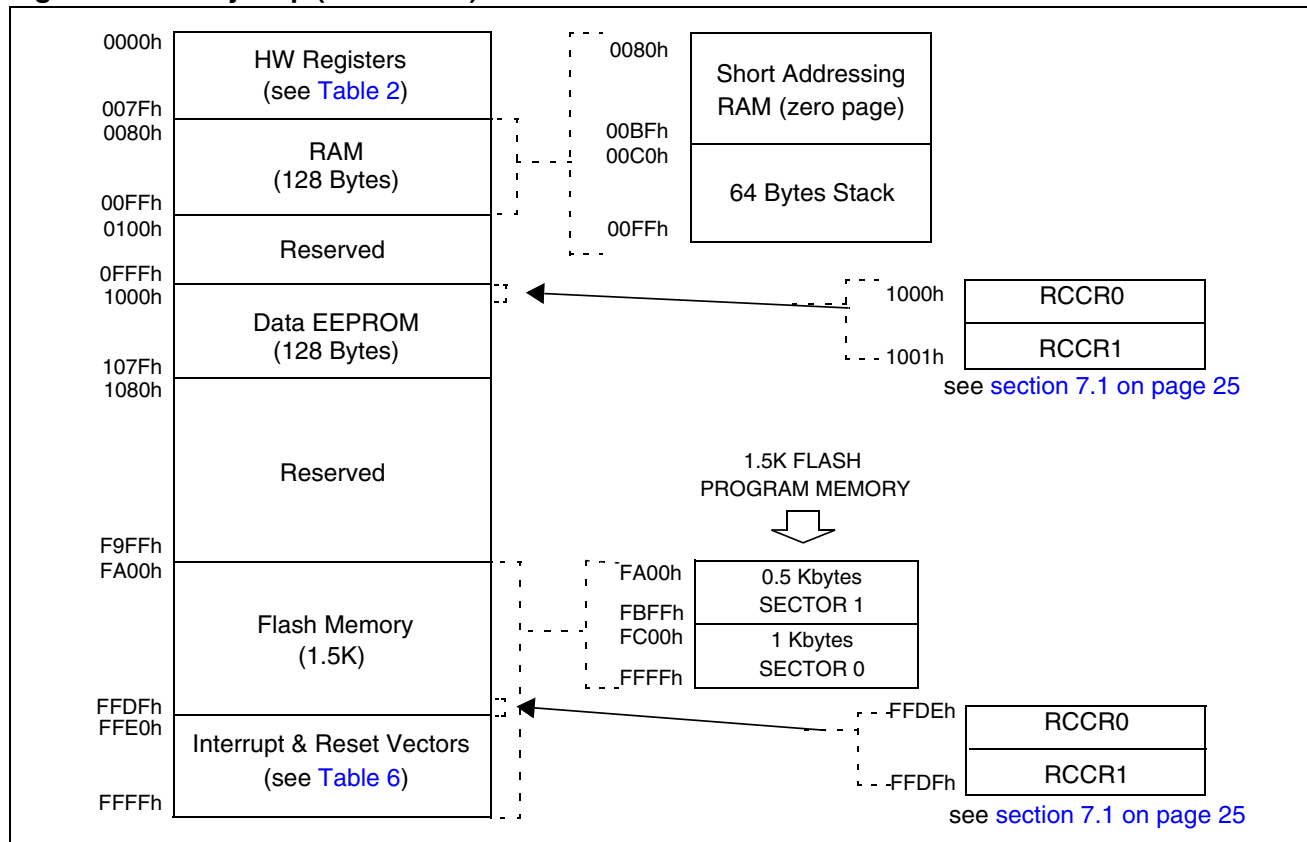 0000h
HW Registers
(see Table 2)
007Fh
0080h
RAM
(128 Bytes)
00FFh
0100h
Reserved
0FFFh
1000h
Data EEPROM
(128 Bytes)
107Fh
1080h
Reserved
F9FFh
FA00h
Flash Memory
(1.5K)
FFDFh
FFE0h
Interrupt & Reset Vectors
(see Table 6)
FFFFh
0080h
Short Addressing
RAM (zero page)
00BFh
00C0h
64 Bytes Stack
00FFh
1000h
RCCR0
RCCR1
1001h
see section 7.1 on page 25
1.5K FLASH
PROGRAM MEMORY
FA00h
0.5 Kbytes
SECTOR 1
FBFFh
FC00h
1 Kbytes
SECTOR 0
FFFFh
FFDEh
RCCR0
RCCR1
FFDFh
see section 7.1 on page 25